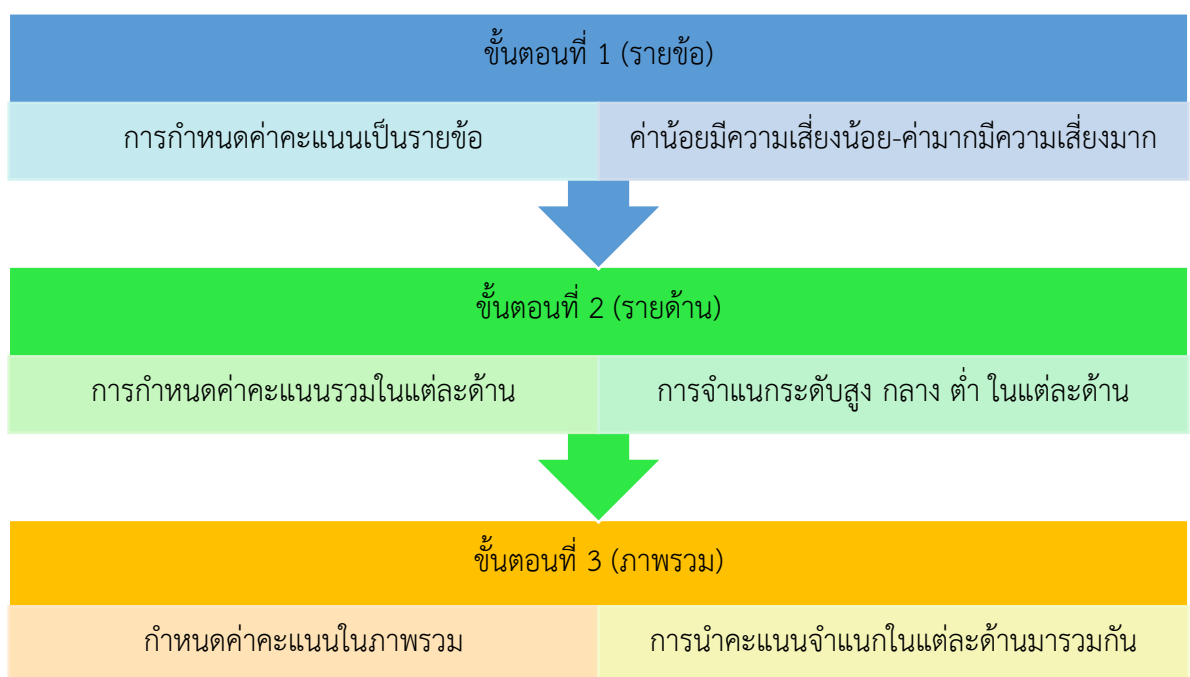 ขั้นตอนที่ 1 (รายข้อ)
การกำหนดค่าคะแนนเป็นรายข้อ
ค่าน้อยมีความเสี่ยงน้อย-ค่ามากมีความเสี่ยงมาก
ขั้นตอนที่ 2 (รายด้าน)
การกำหนดค่าคะแนนรวมในแต่ละด้าน
การจำแนกระดับสูง กลาง ต่ำ ในแต่ละด้าน
ขั้นตอนที่ 3 (ภาพรวม)
กำหนดค่าคะแนนในภาพรวม
การนำคะแนนจำแนกในแต่ละด้านมารวมกัน